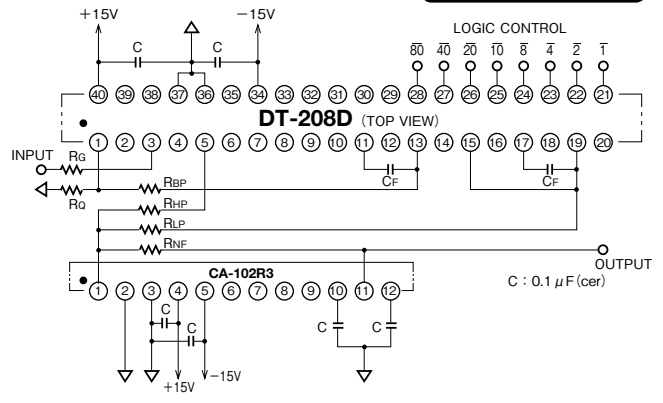 +15V
−15V
LOGIC CONTROL
C
C
80 40 20 10 8 4 2 1
40 39 38 37 36 35 34 33 32 31 30 29 28 27 26 25 24 23 22 21
DT-208D (TOP VIEW)
1 2 3 4 5 6 7 8 9 10 11 12 13 14 15 16 17 18 19 20
INPUT
RG
CF
CF
RQ
RBP
RHP
RLP
RNF
OUTPUT
CA-102R3
C : 0.1 μF(cer)
1 2 3 4 5 6 7 8 9 10 11 12
C
C
C
C
+15V
−15V